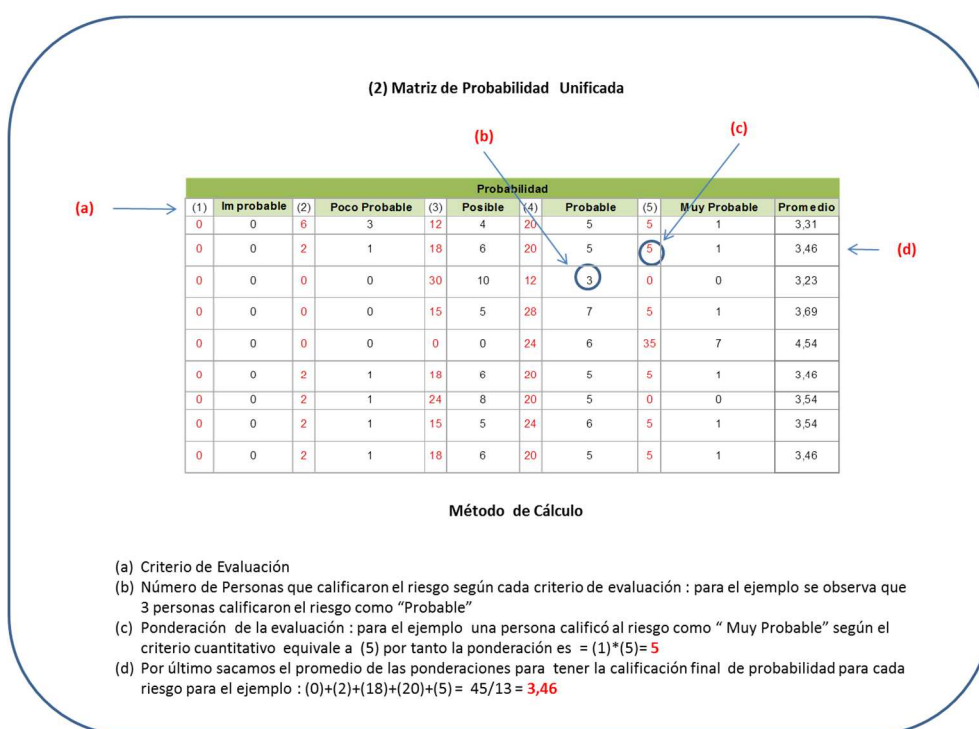 (2) Matriz de Probabilidad Unificada
(b)
(c)
Probabilidad
(a)
(1) Improbable (2) Poco Probable (3) Posible (4) Probable (5) Muy Probable Promedio
0 0 6 3 12 4 20 5 5 1 3,31
0 0 2 1 18 6 20 5 5 1 3,46
(d)
0 0 0 0 30 10 12 3 0 0 3,23
0 0 0 0 15 5 28 7 5 1 3,69
0 0 0 0 0 0 24 6 35 7 4,54
0 0 2 1 18 6 20 5 5 1 3,46
0 0 2 1 24 8 20 5 0 0 3,54
0 0 2 1 15 5 24 6 5 1 3,54
0 0 2 1 18 6 20 5 5 1 3,46
Método de Cálculo
(a) Criterio de Evaluación
(b) Número de Personas que calificaron el riesgo según cada criterio de evaluación : para el ejemplo se observa que
3 personas calificaron el riesgo como “Probable”
(c) Ponderación de la evaluación : para el ejemplo una persona calificó al riesgo como “ Muy Probable” según el
criterio cuantitativo equivale a (5) por tanto la ponderación es = (1)*(5)= 5
(d) Por último sacamos el promedio de las ponderaciones para tener la calificación final de probabilidad para cada
riesgo para el ejemplo : (0)+(2)+(18)+(20)+(5) = 45/13 = 3,46